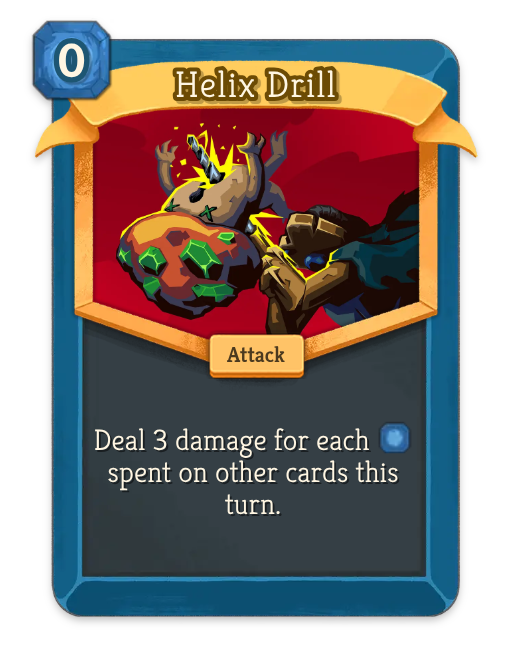 0
Helix Drill
Attack
Deal 3 damage for each
spent on other cards this
turn.